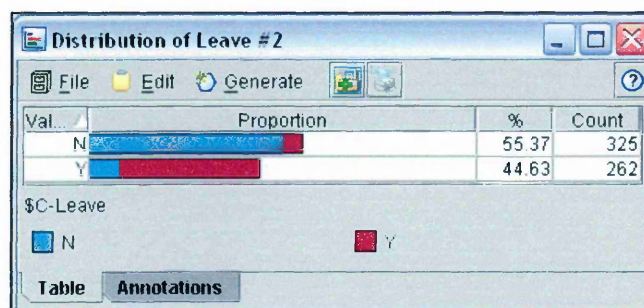 Distribution of Leave #2
File Edit Generate
Val... Proportion % Count
N 55.37 325
Y 44.63 262
$C-Leave
N Y
Table Annotations